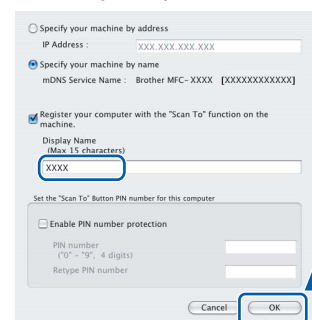 Specify your machine by address
IP Address : XXX.XXX.XXX.XXX
Specify your machine by name
mDNS Service Name : Brother MFC- XXXX [XXXXXXXXXXXX]
Register your computer with the "Scan To" function on the
machine.
Display Name
(Max 15 characters)
XXXX
Set the "Scan To" Button PIN number for this computer
Enable PIN number protection
PIN number
("0" - "9", 4 digits)
Retype PIN number
Cancel OK